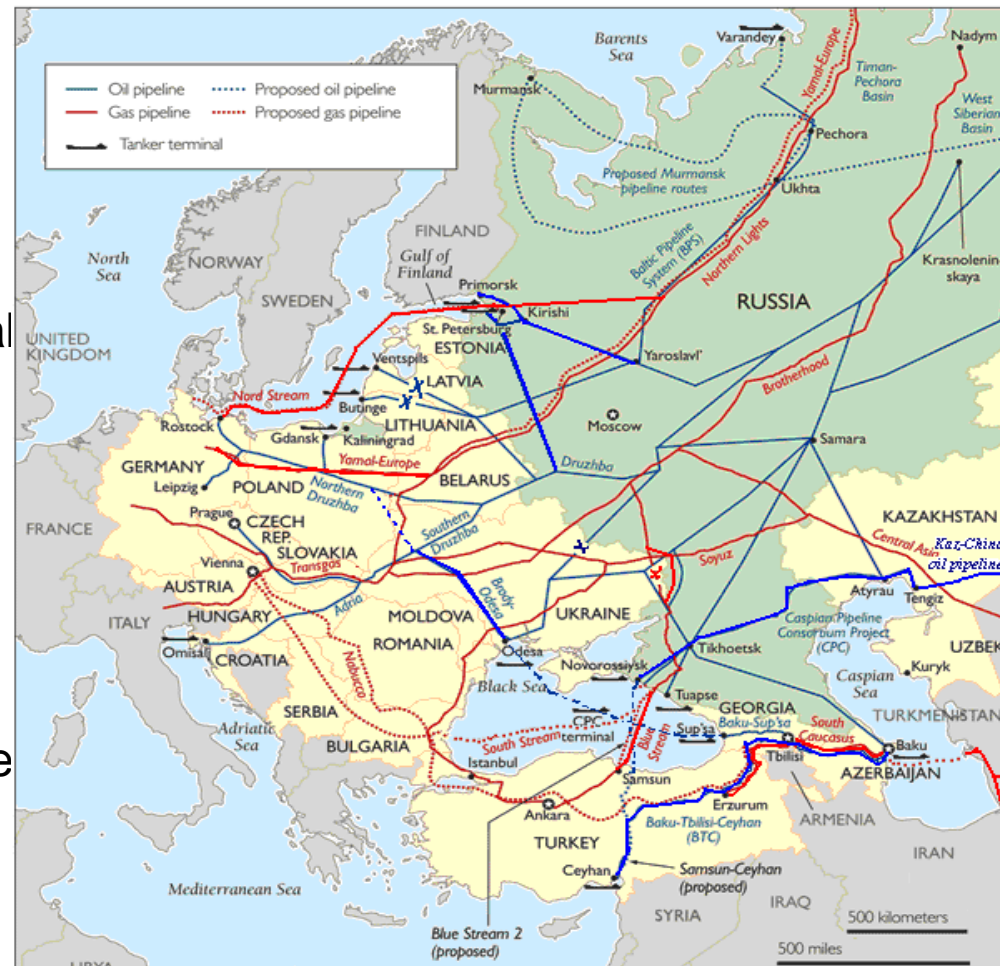 Barents
Sea
Varandey
Nadym
Yamal-Europe
Timan-
Pechora
Basin
West
Siberian
Basin
Oil pipeline
Proposed oil pipeline
Gas pipeline
Proposed gas pipeline
Tanker terminal
Murmansk
Pechora
Proposed Murmansk
pipeline routes
Ukhta
FINLAND
Gulf of
Finland
North
Sea
NORWAY
SWEDEN
Baltic Pipeline
System (BPS)
Northern Lights
Krasnolenin-
skaya
Primorsk
Kirishi
RUSSIA
al
UNITED
KINGDOM
St. Petersburg
ESTONIA
Yaroslavl'
Ventspils
LATVIA
Brotherhood
Nord Stream
Butinge
LITHUANIA
Moscow
Rostock
Gdansk
Kaliningrad
Samara
GERMANY
Yamal-Europe
Druzhba
Leipzig
POLAND
Northern
Druzhba
BELARUS
Prague
CZECH
REP.
Southern
Druzhba
KAZAKHSTAN
FRANCE
SLOVAKIA
Transgas
Vienna
Soyuz
Central Asia
Kaz-China
oil pipeline
AUSTRIA
Adria
Brody-
Odesa
Atyrau
Tengiz
HUNGARY
MOLDOVA
UKRAINE
Caspian Pipeline
Consortium Project
(CPC)
ITALY
ROMANIA
Omisalj
CROATIA
Odesa
Tikhoetsk
UZBEK
Nabucco
Novorossiysk
Kuryk
Black Sea
Caspian
Sea
Tuapse
SERBIA
CPC
terminal
GEORGIA
TURKMENISTAN
Adriatic
Sea
South Stream
Blue
Stream
Sup'sa
Baku-Sup'sa
South
Caucasus
BULGARIA
Baku
e
Istanbul
Samsun
Tbilisi
AZERBAIJAN
Ankara
Erzurum
TURKEY
Baku-Tbilisi-Ceyhan
(BTC)
ARMENIA
Ceyhan
Samsun-Ceyhan
(proposed)
IRAN
Mediterranean Sea
SYRIA
IRAQ
500 kilometers
Blue Stream 2
(proposed)
500 miles